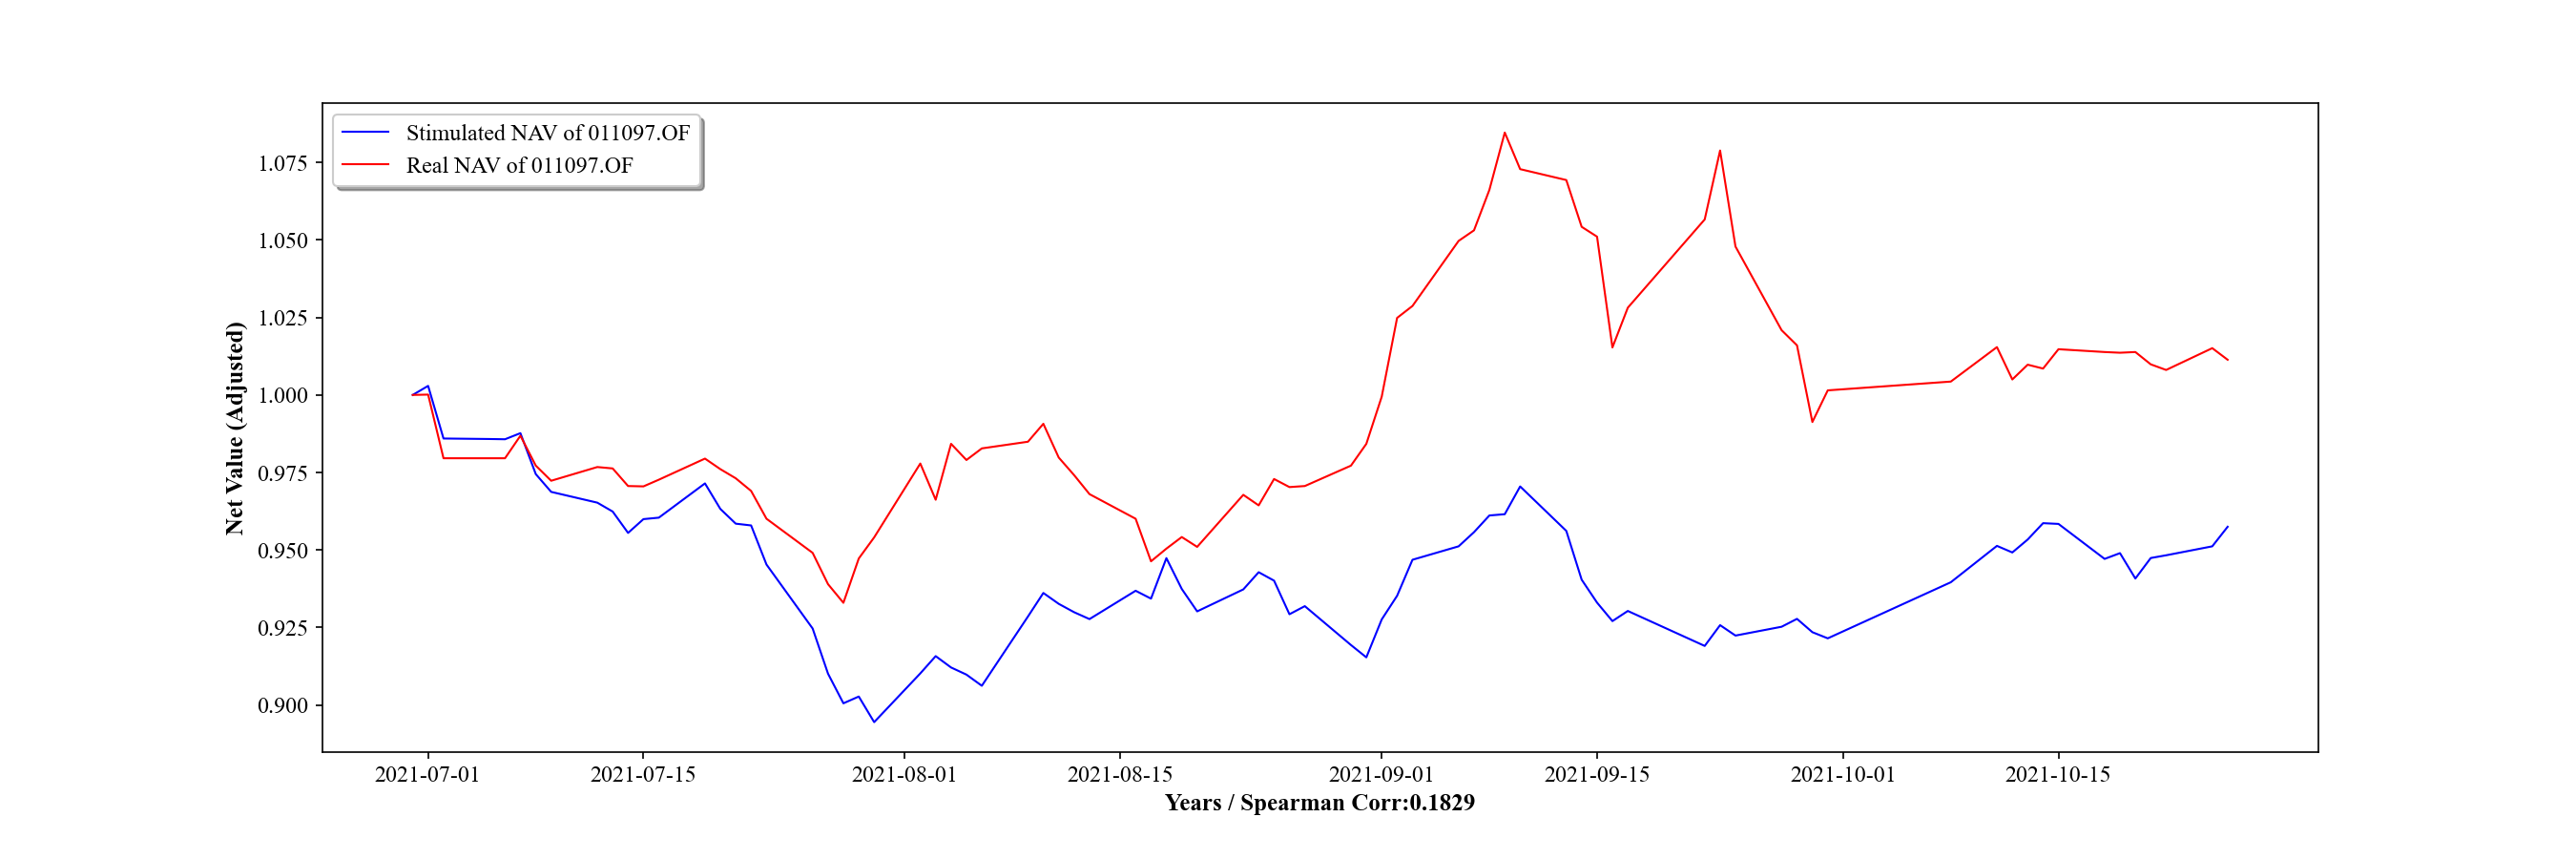 Stimulated NAV of 011097.OF
Real NAV of 011097.OF
Net Value (Adjusted)
1.075
1.050
1.025
1.000
0.975
0.950
0.925
0.900
2021-07-01 2021-07-15 2021-08-01 2021-08-15 2021-09-01 2021-09-15 2021-10-01 2021-10-15
Years / Spearman Corr:0.1829